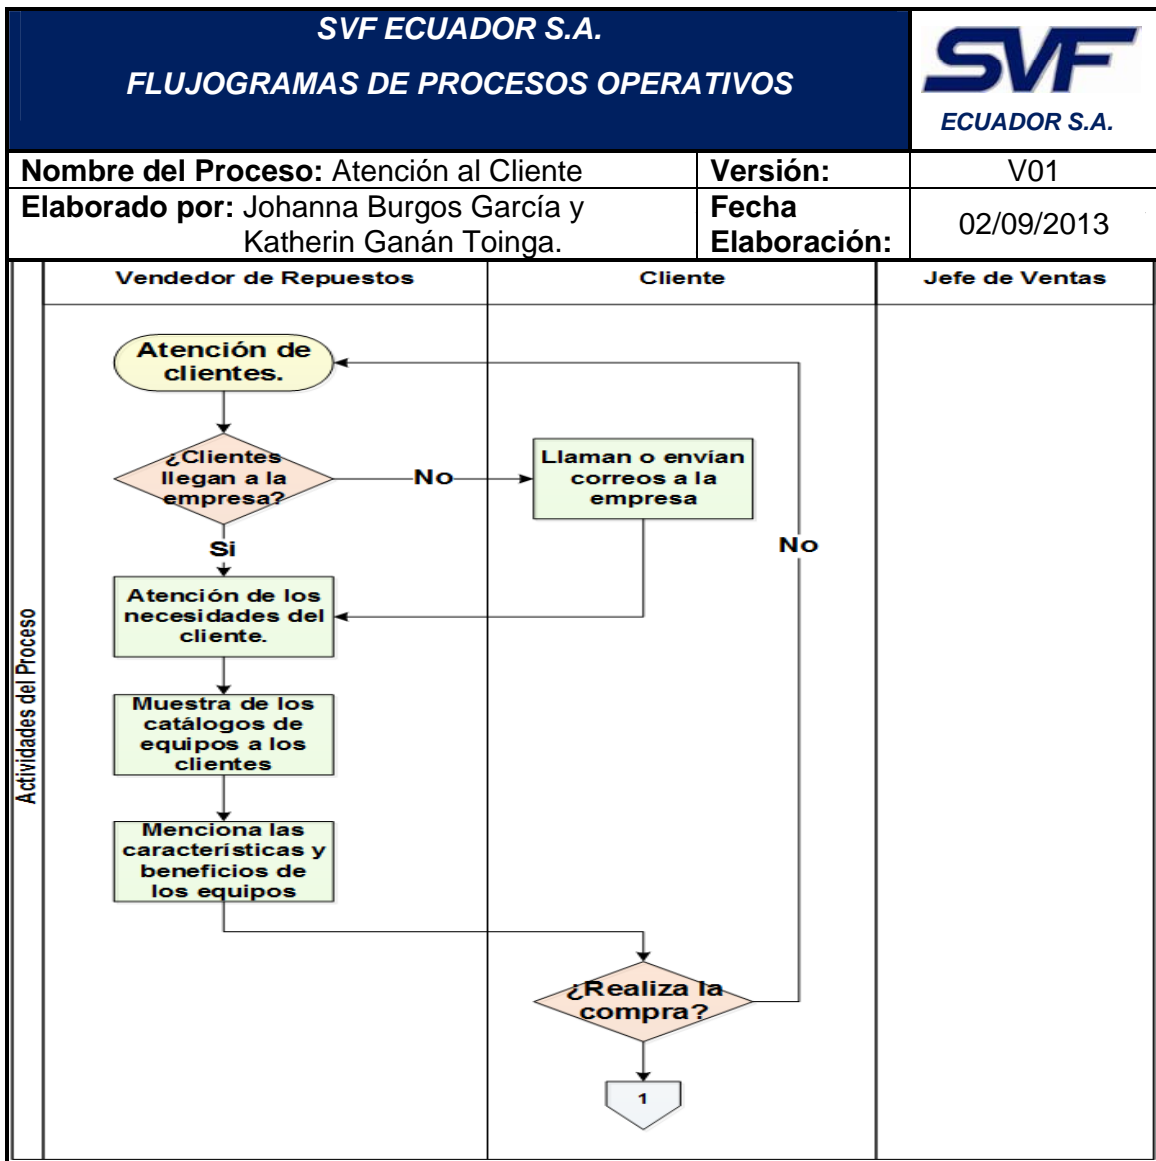 SVF ECUADOR S.A.
FLUJOGRAMAS DE PROCESOS OPERATIVOS
SVF
ECUADOR S.A.
Nombre del Proceso: Atención al Cliente
Versión:
V01
Elaborado por: Johanna Burgos García y
Katherin Ganán Toinga.
Fecha
Elaboración:
02/09/2013
Vendedor de Repuestos
Cliente
Jefe de Ventas
Actividades del Proceso
Atención de
clientes.
¿Clientes
llegan a la
empresa?
No
Llaman o envían
correos a la
empresa
Si
No
Atención de los
necesidades del
cliente.
Muestra de los
catálogos de
equipos a los
clientes
Menciona las
características y
beneficios de
los equipos
¿Realiza la
compra?
1